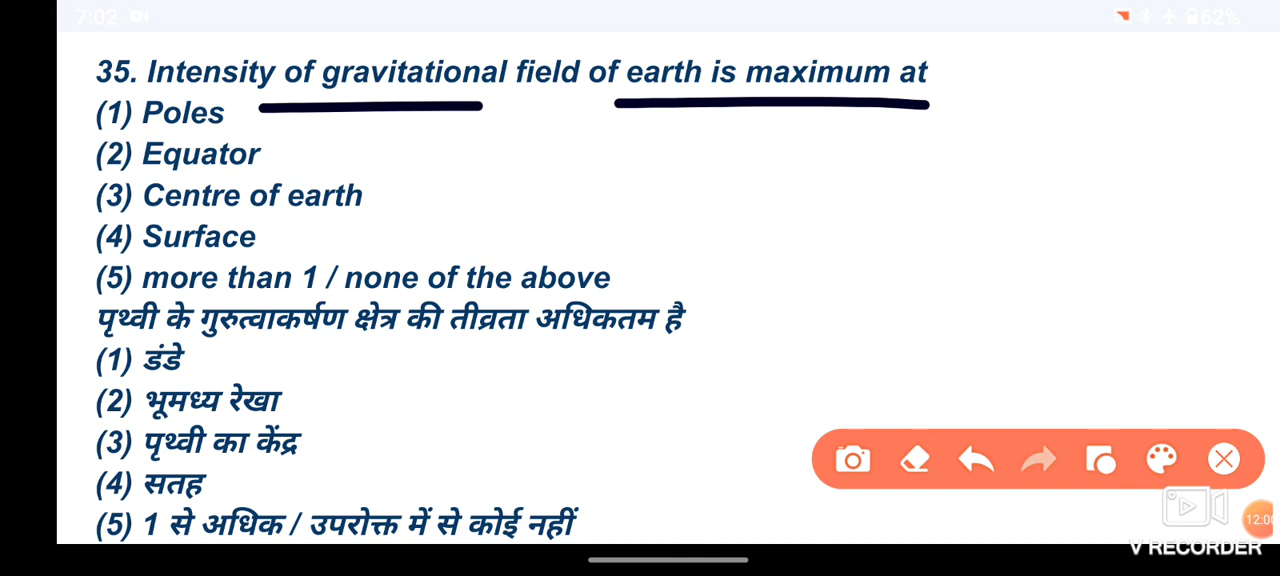 7:02
62%
35. Intensity of gravitational field of earth is maximum at
(1) Poles
(2) Equator
(3) Centre of earth
(4) Surface
(5) more than 1 / none of the above
पृथ्वी के गुरुत्वाकर्षण क्षेत्र की तीव्रता अधिकतम है
(1) डंडे
(2) भूमध्य रेखा
(3) पृथ्वी का केंद्र
(4) सतह
(5) 1 से अधिक / उपरोक्त में से कोई नहीं
12:00
V RECORDER